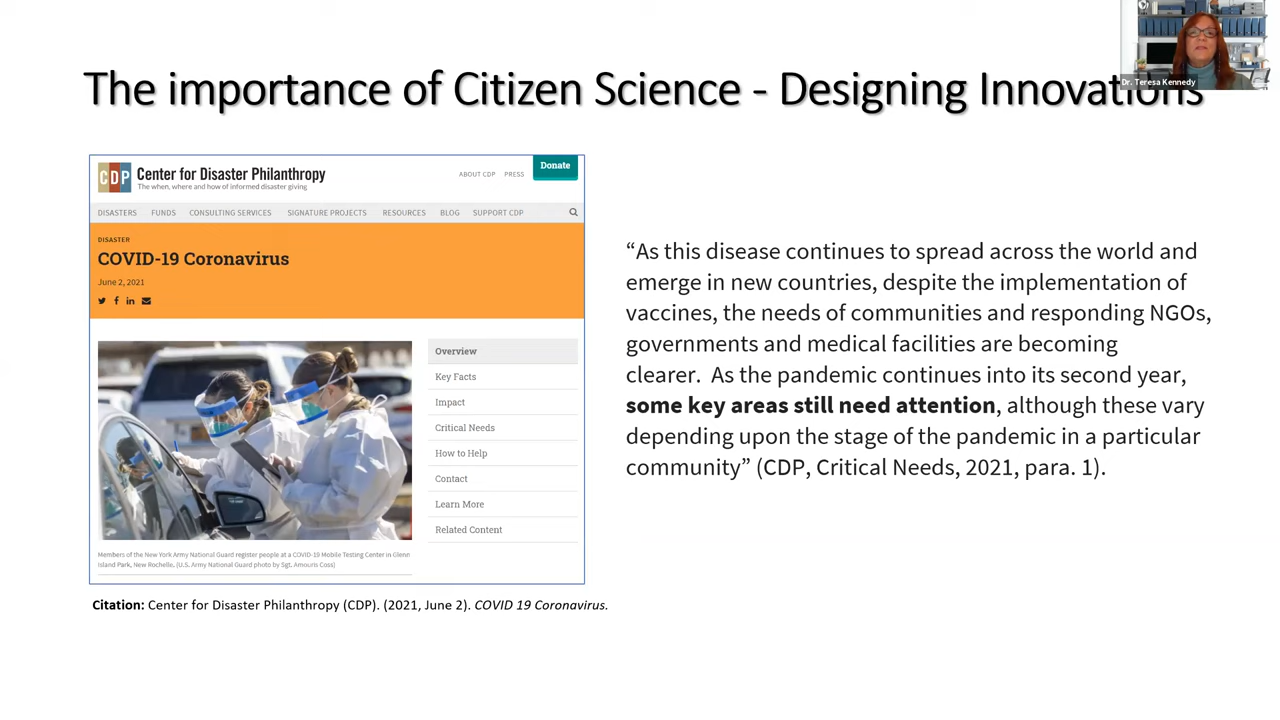 Dr. Teresa Kennedy
The importance of Citizen Science - Designing Innovations
CDP Center for Disaster Philanthropy
The when, where and how of informed disaster giving
ABOUT CDP PRESS
Donate
DISASTERS FUNDS CONSULTING SERVICES SIGNATURE PROJECTS RESOURCES BLOG SUPPORT CDP
DISASTER
COVID-19 Coronavirus
June 2, 2021
Overview
Key Facts
Impact
Critical Needs
How to Help
Contact
Learn More
Related Content
Members of the New York Army National Guard register people at a COVID-19 Mobile Testing Center in Glenn
Island Park, New Rochelle. (U.S. Army National Guard photo by Sgt. Amouris Coss)
Citation: Center for Disaster Philanthropy (CDP). (2021, June 2). COVID 19 Coronavirus.
“As this disease continues to spread across the world and
emerge in new countries, despite the implementation of
vaccines, the needs of communities and responding NGOs,
governments and medical facilities are becoming
clearer. As the pandemic continues into its second year,
some key areas still need attention, although these vary
depending upon the stage of the pandemic in a particular
community” (CDP, Critical Needs, 2021, para. 1).